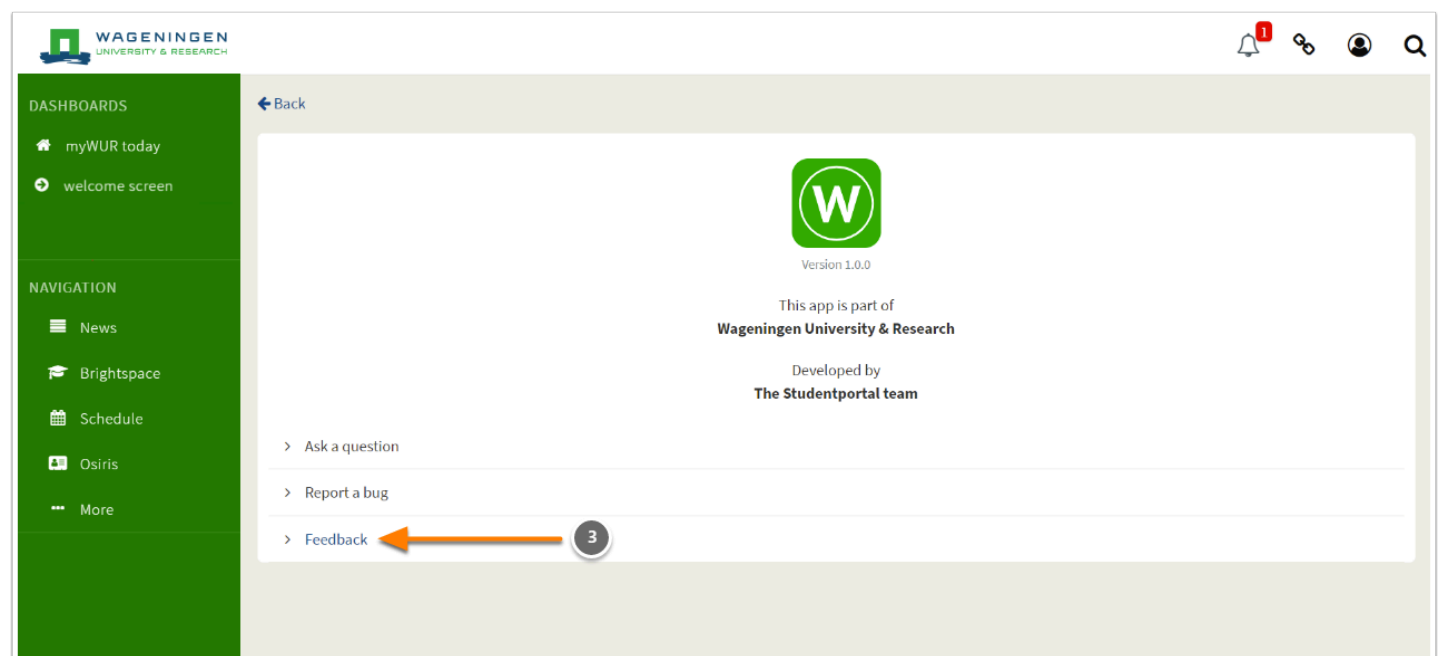 WAGENINGEN
UNIVERSITY & RESEARCH
1
DASHBOARDS
myWUR today
welcome screen
NAVIGATION
News
Brightspace
Schedule
Osiris
More
Back
W
Version 1.0.0
This app is part of
Wageningen University & Research
Developed by
The Studentportal team
Ask a question
Report a bug
Feedback
3